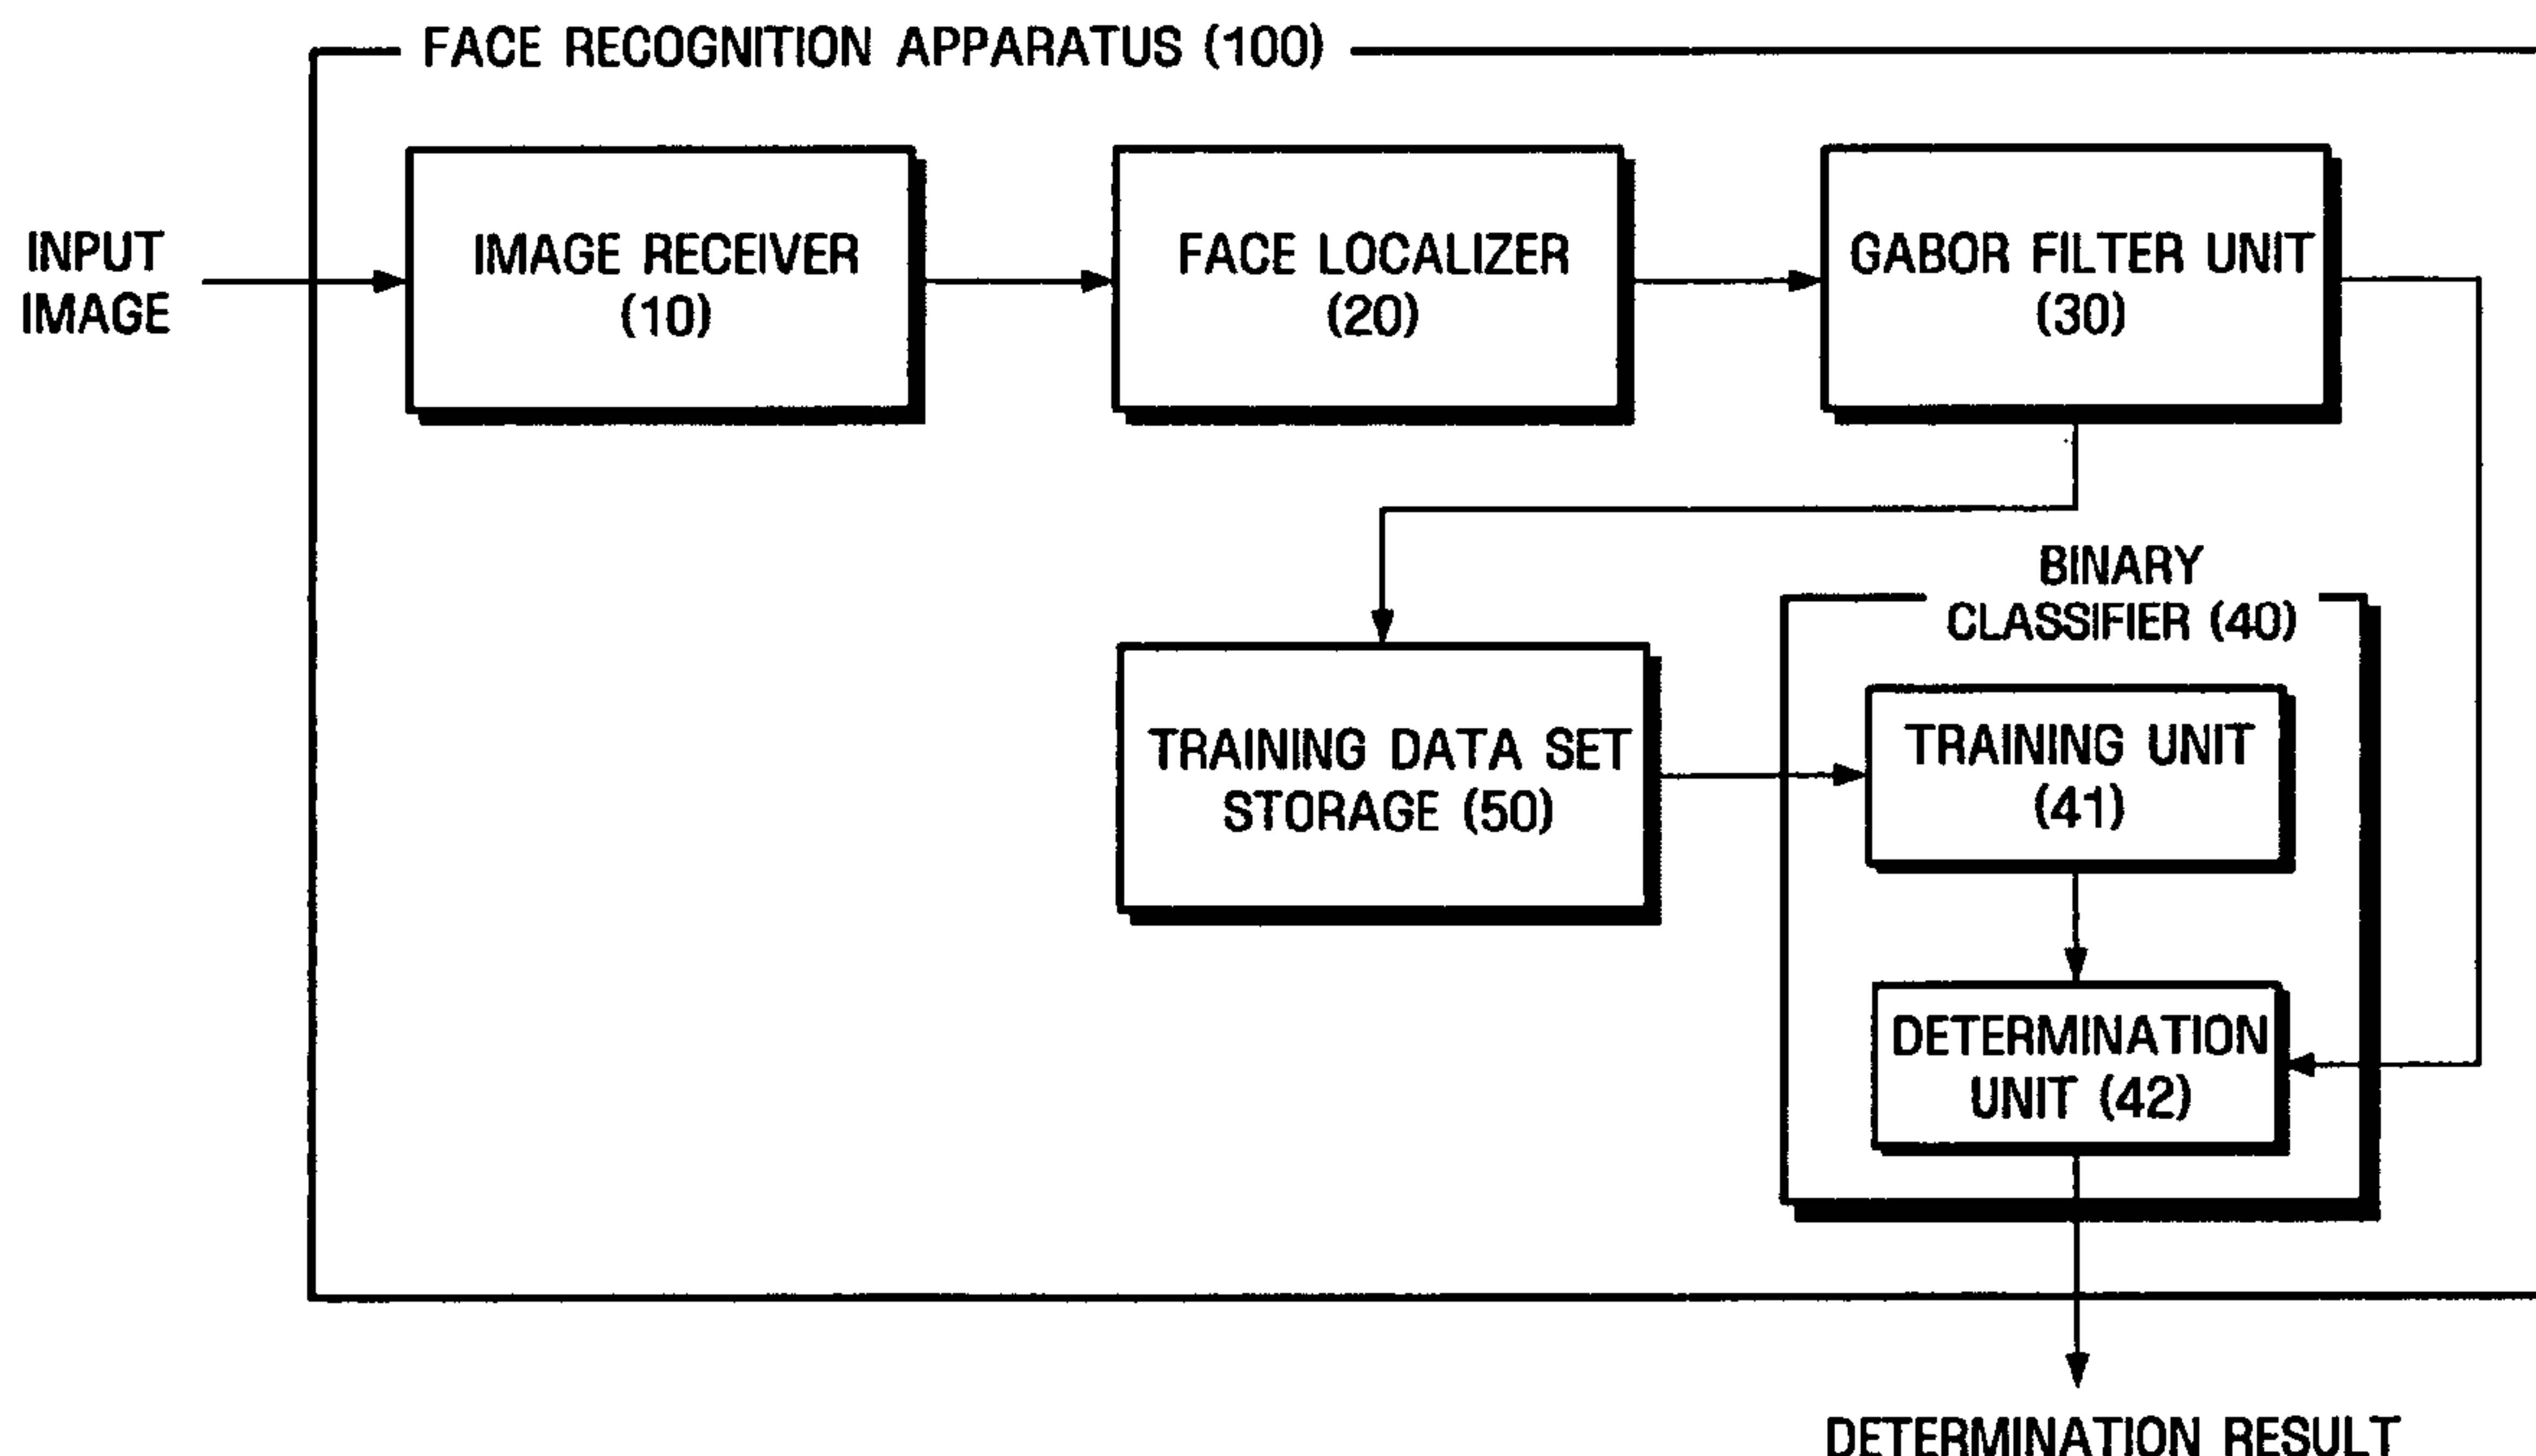 FACE RECOGNITION APPARATUS (100)
INPUT
IMAGE
IMAGE RECEIVER
(10)
FACE LOCALIZER
(20)
GABOR FILTER UNIT
(30)
BINARY
CLASSIFIER (40)
TRAINING DATA SET
STORAGE (50)
TRAINING UNIT
(41)
DETERMINATION
UNIT (42)
DETERMINATION RESULT